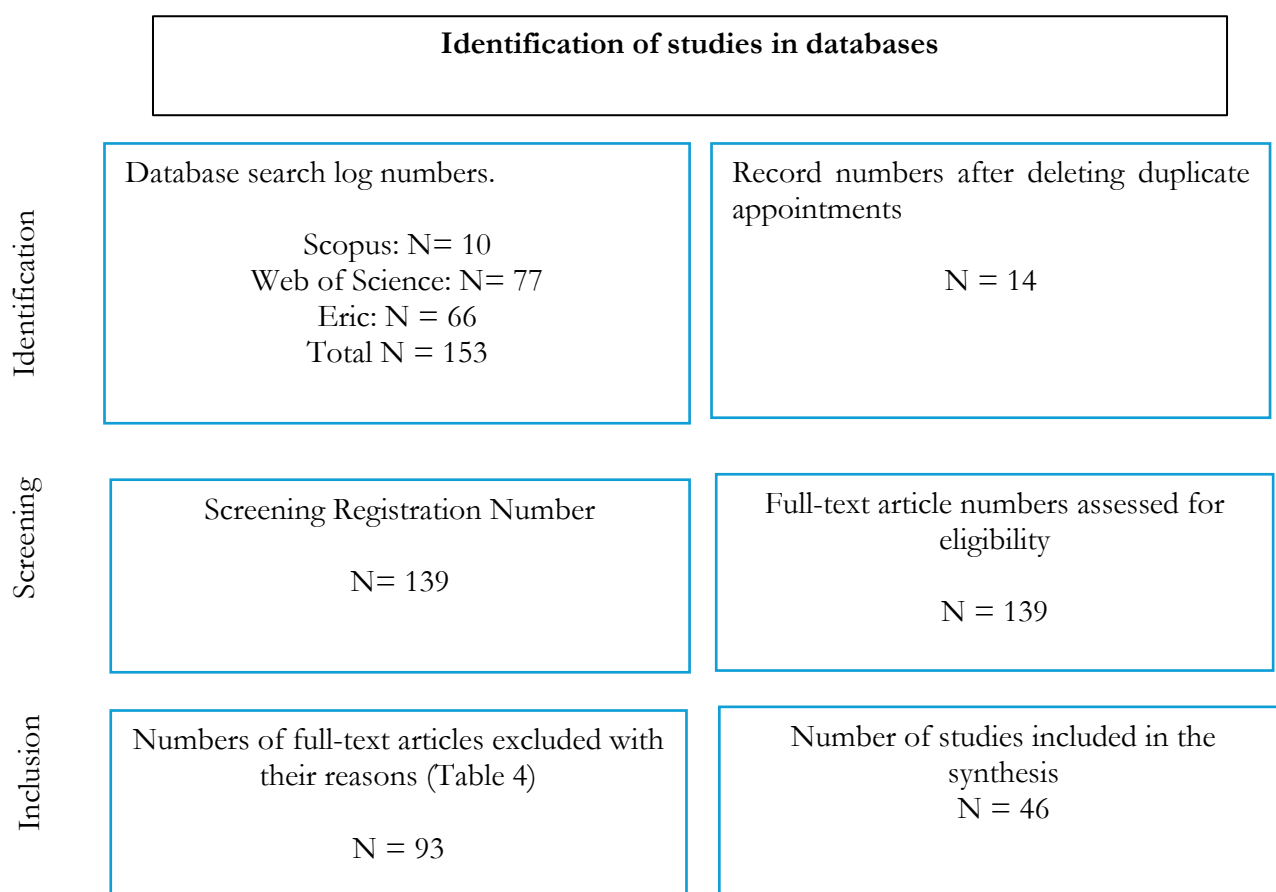 Identification of studies in databases
Identification
Database search log numbers.
Scopus: N= 10
Web of Science: N= 77
Eric: N = 66
Total N = 153
Record numbers after deleting duplicate
appointments
N = 14
Screening
Screening Registration Number
N= 139
Full-text article numbers assessed for
eligibility
N = 139
Inclusion
Numbers of full-text articles excluded with
their reasons (Table 4)
N = 93
Number of studies included in the
synthesis
N = 46